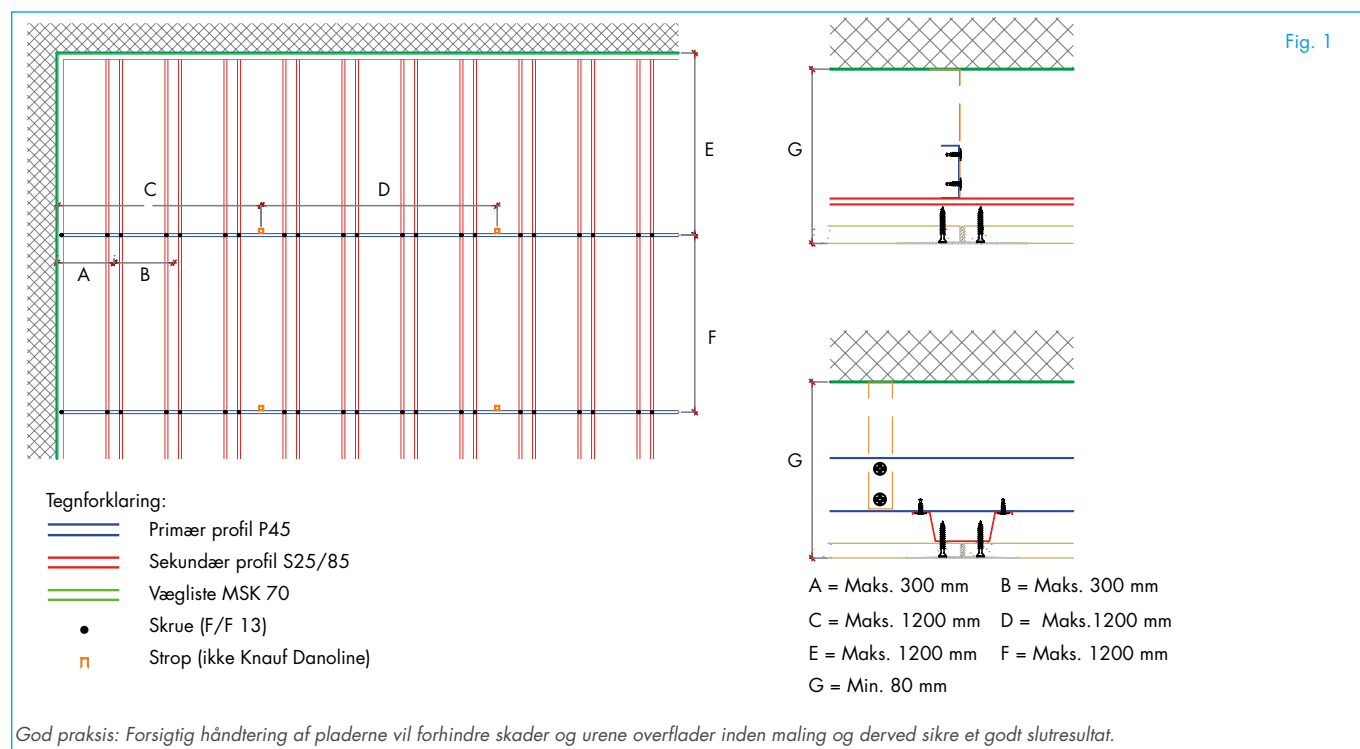 Fig. 1
C
D
E
A
B
F
G
G
Tegnforklaring:
Primær profil P45
Sekundær profil S25/85
Vægliste MSK 70
Skrue (F/F 13)
Strop (ikke Knauf Danoline)
A = Maks. 300 mm B = Maks. 300 mm
C = Maks. 1200 mm D = Maks.1200 mm
E = Maks. 1200 mm F = Maks. 1200 mm
G = Min. 80 mm
God praksis: Forsigtig håndtering af pladerne vil forhindre skader og urene overflader inden maling og derved sikre et godt slutresultat.